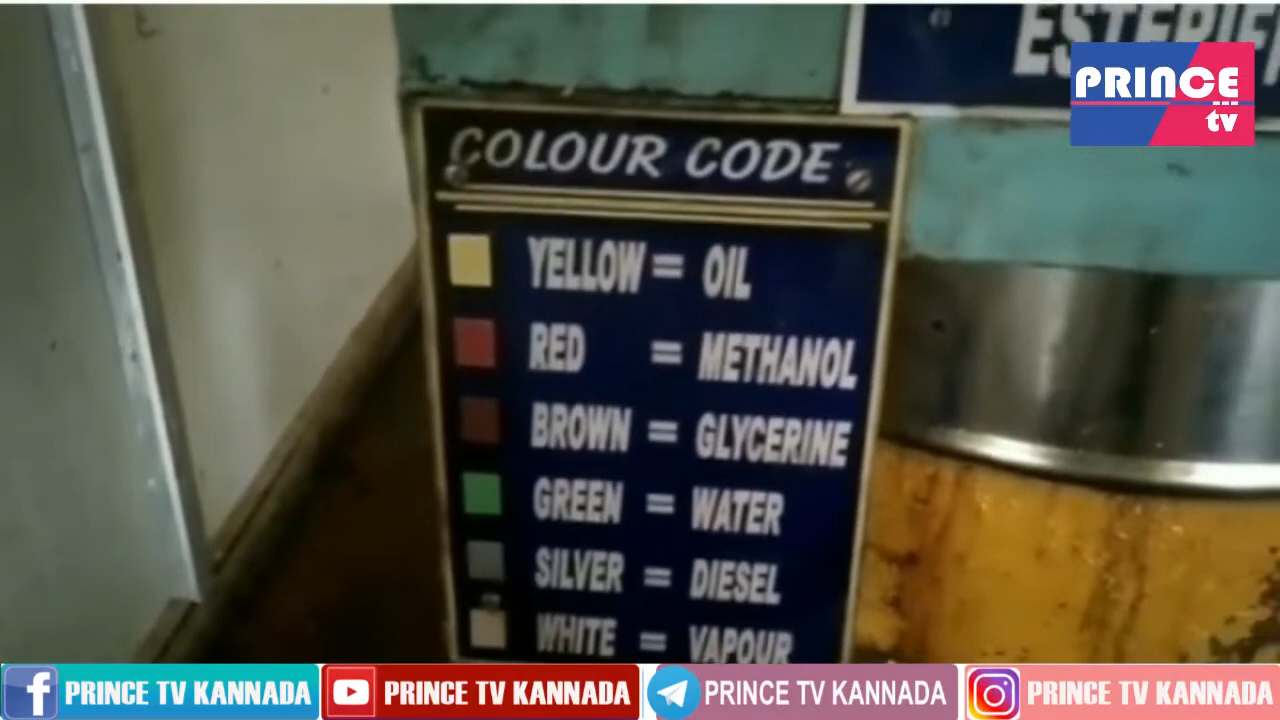 PRINCE
tv
COLOUR CODE
YELLOW = OIL
RED = METHANOL
BROWN = GLYCERINE
GREEN = WATER
SILVER = DIESEL
WHITE = VAPOUR
PRINCE TV KANNADA
PRINCE TV KANNADA
PRINCE TV KANNADA
PRINCE TV KANNADA